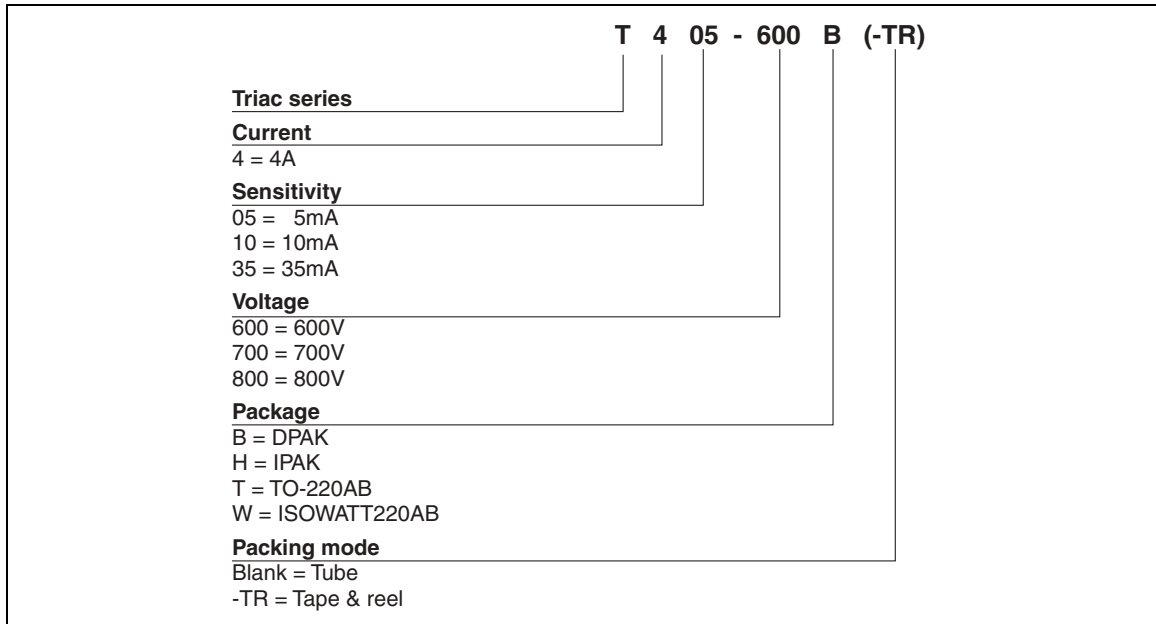 T 4 05 - 600 B (-TR)
Triac series
Current
4 = 4A
Sensitivity
05 = 5mA
10 = 10mA
35 = 35mA
Voltage
600 = 600V
700 = 700V
800 = 800V
Package
B = DPAK
H = IPAK
T = TO-220AB
W = ISOWATT220AB
Packing mode
Blank = Tube
-TR = Tape & reel